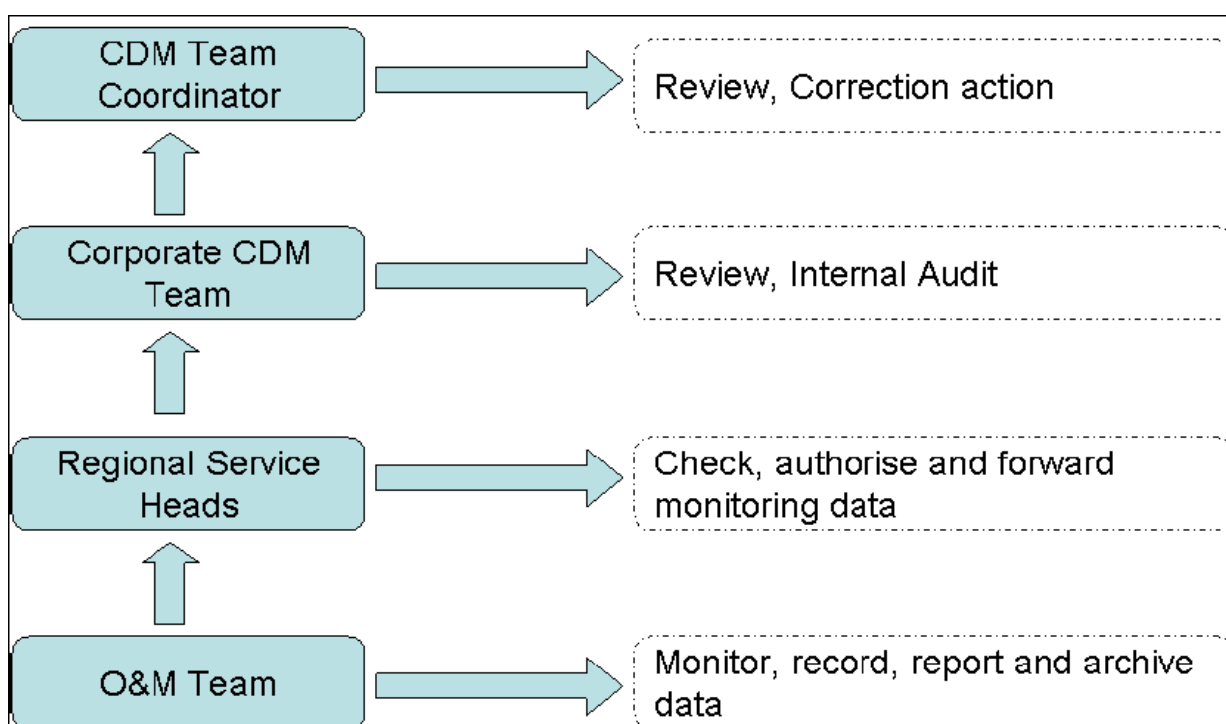 CDM Team
Coordinator
Review, Correction action
Corporate CDM
Team
Review, Internal Audit
Regional Service
Heads
Check, authorise and forward
monitoring data
O&M Team
Monitor, record, report and archive
data